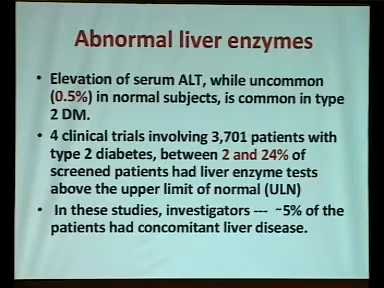 Abnormal liver enzymes
• Elevation of serum ALT, while uncommon
(0.5%) in normal subjects, is common in type
2 DM.
• 4 clinical trials involving 3,701 patients with
type 2 diabetes, between 2 and 24% of
screened patients had liver enzyme tests
above the upper limit of normal (ULN)
• In these studies, investigators --- ~5% of the
patients had concomitant liver disease.